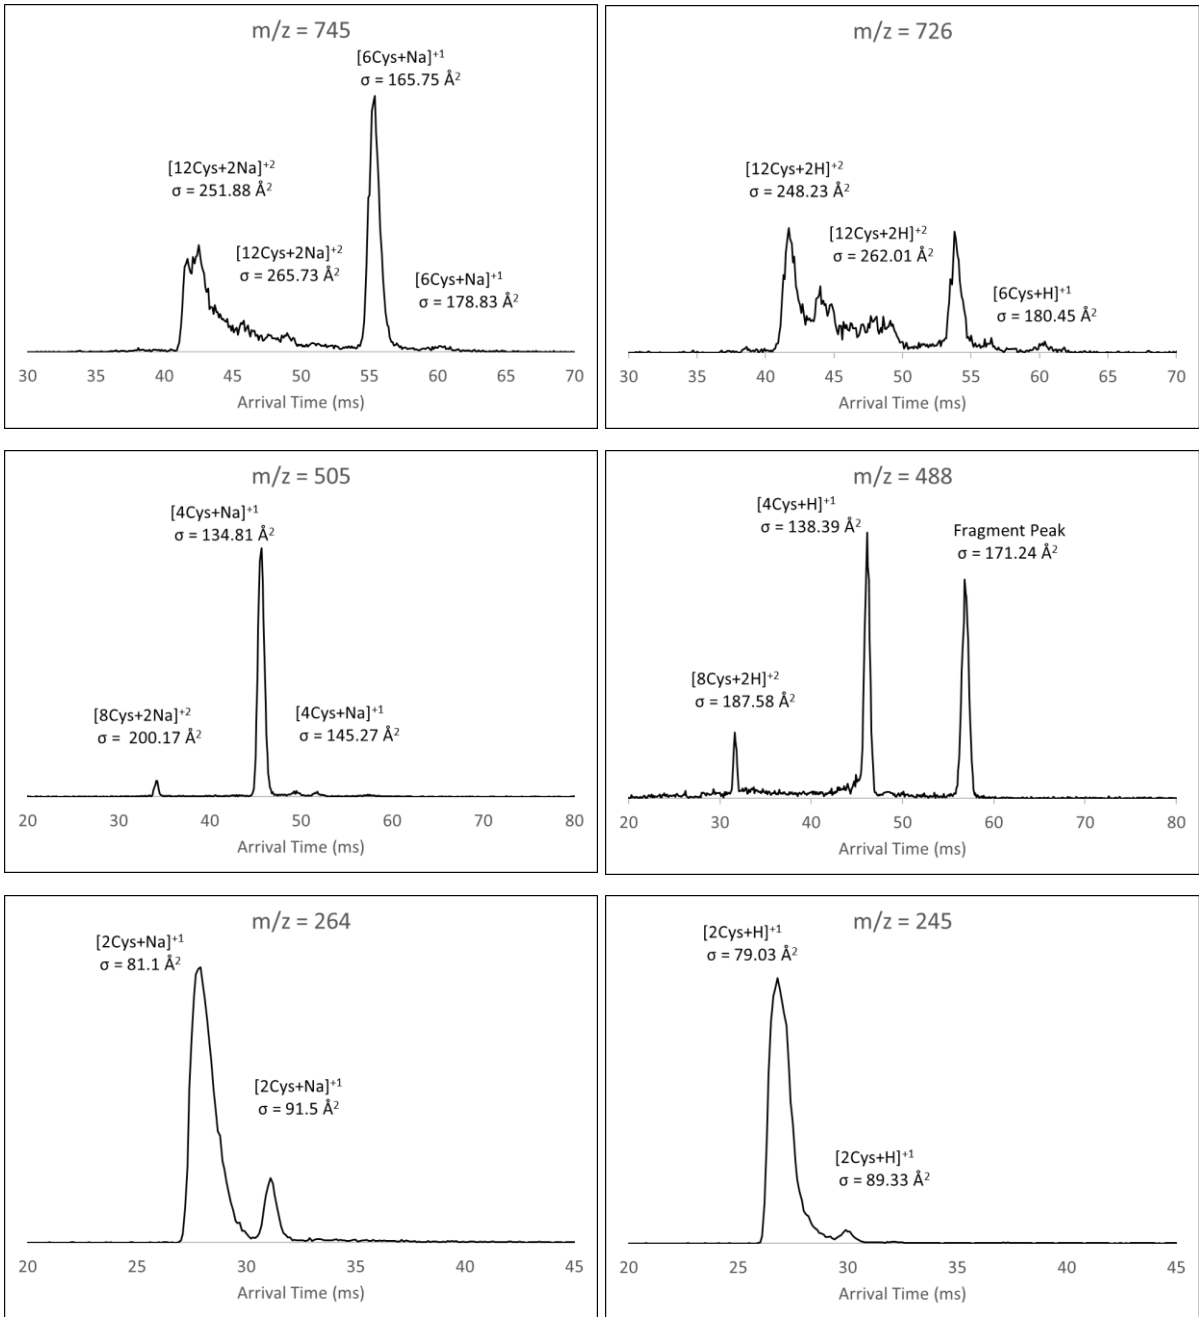 m/z = 745
[6Cys+Na]⁺¹
σ = 165.75 Å²
[12Cys+2Na]⁺²
σ = 251.88 Å²
[12Cys+2Na]⁺²
σ = 265.73 Å²
[6Cys+Na]⁺¹
σ = 178.83 Å²
30 35 40 45 50 55 60 65 70
Arrival Time (ms)
m/z = 726
[12Cys+2H]⁺²
σ = 248.23 Å²
[12Cys+2H]⁺²
σ = 262.01 Å²
[6Cys+H]⁺¹
σ = 180.45 Å²
30 35 40 45 50 55 60 65 70
Arrival Time (ms)
m/z = 505
[4Cys+Na]⁺¹
σ = 134.81 Å²
[8Cys+2Na]⁺²
σ = 200.17 Å²
[4Cys+Na]⁺¹
σ = 145.27 Å²
20 30 40 50 60 70 80
Arrival Time (ms)
m/z = 488
[4Cys+H]⁺¹
σ = 138.39 Å²
Fragment Peak
σ = 171.24 Å²
[8Cys+2H]⁺²
σ = 187.58 Å²
20 30 40 50 60 70 80
Arrival Time (ms)
m/z = 264
[2Cys+Na]⁺¹
σ = 81.1 Å²
[2Cys+Na]⁺¹
σ = 91.5 Å²
20 25 30 35 40 45
Arrival Time (ms)
m/z = 245
[2Cys+H]⁺¹
σ = 79.03 Å²
[2Cys+H]⁺¹
σ = 89.33 Å²
20 25 30 35 40 45
Arrival Time (ms)